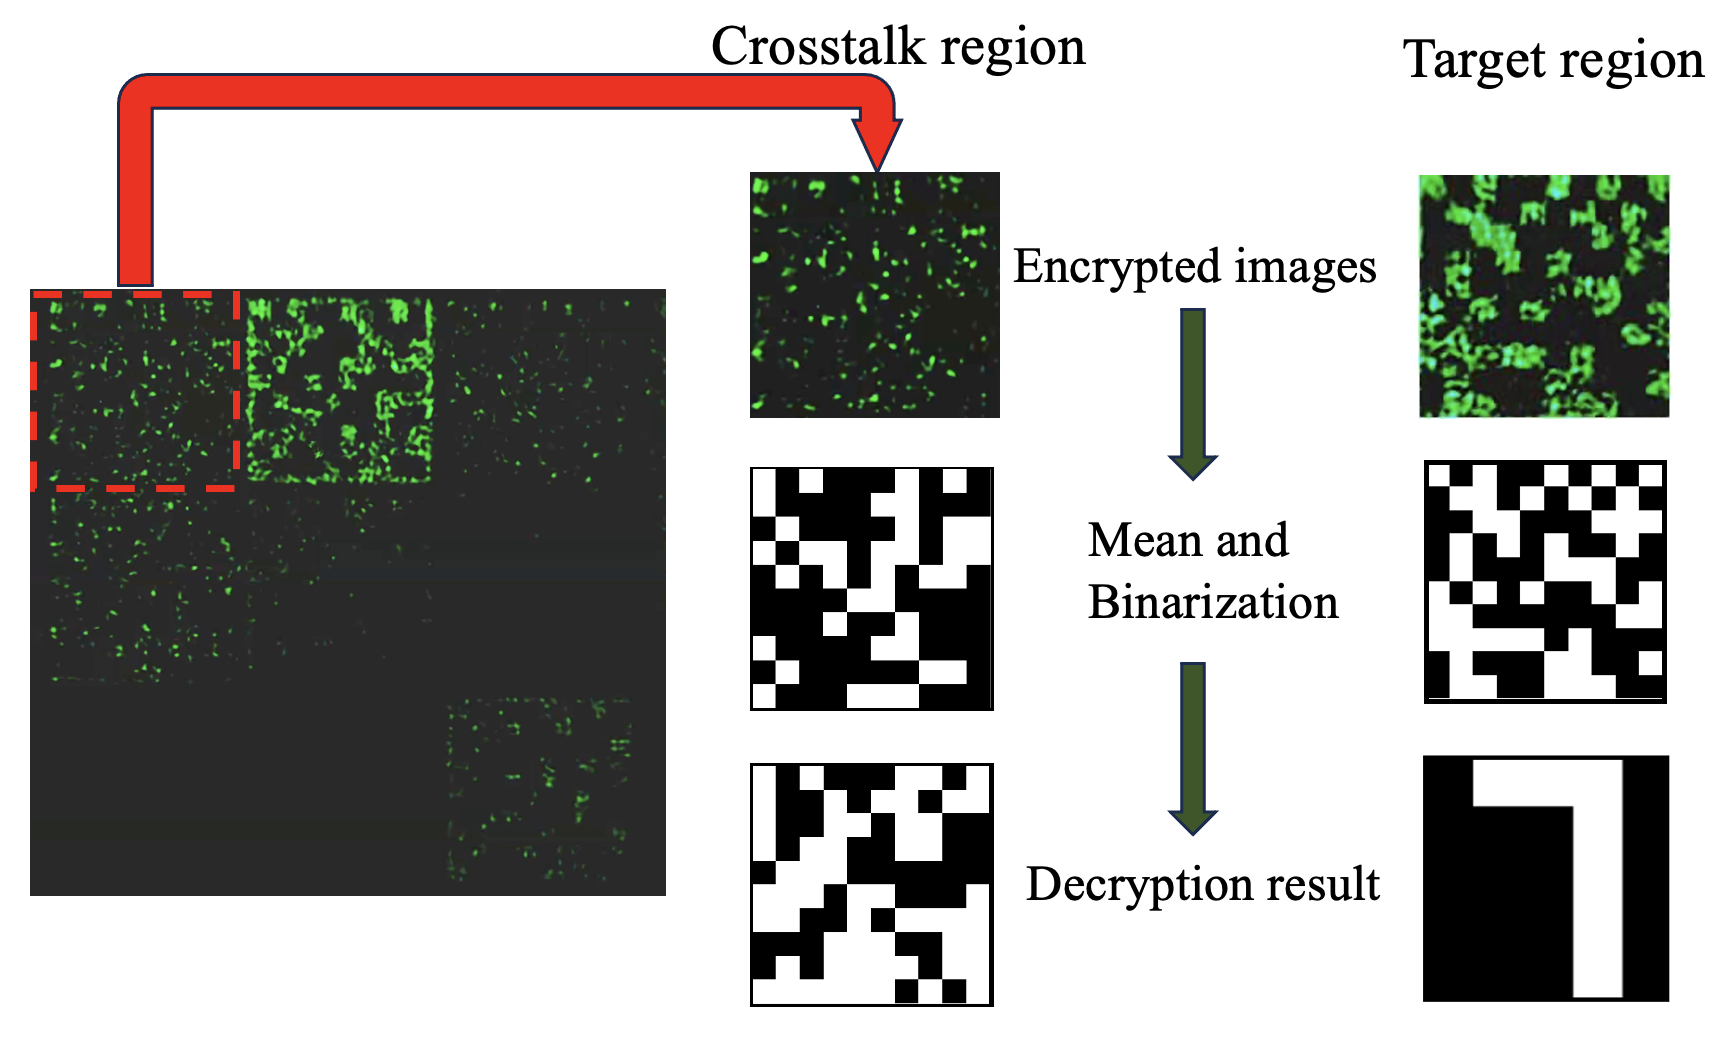 Crosstalk region
Target region
Encrypted images
Mean and
Binarization
Decryption result